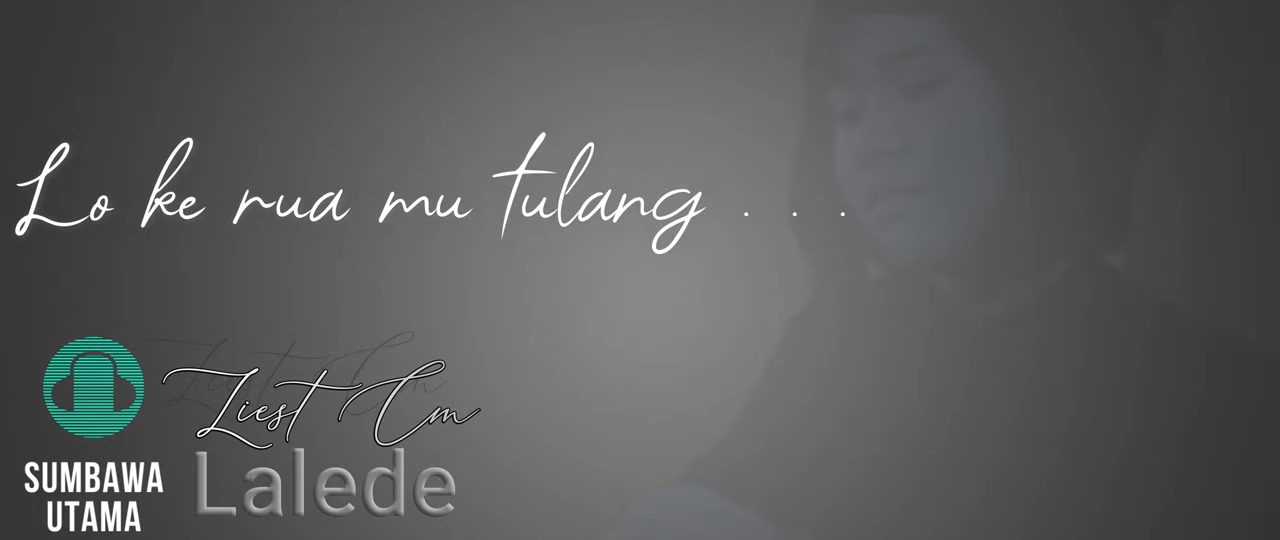 Lo ke rua mu tulang . . .
Liest Cm
Lalede
SUMBAWA
UTAMA